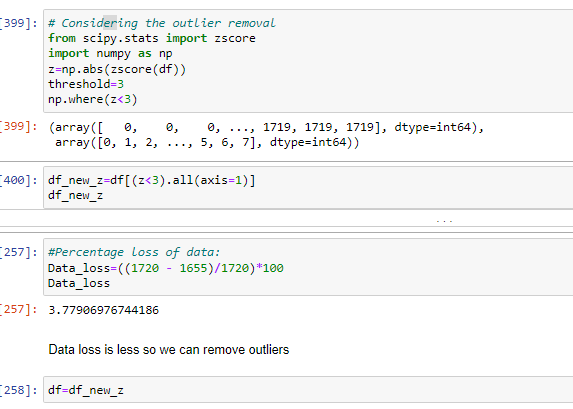 [399]: # Considering the outlier removal
from scipy.stats import zscore
import numpy as np
z=np.abs(zscore(df))
threshold=3
np.where(z<3)
[399]: (array([   0,    0,    0, ..., 1719, 1719, 1719], dtype=int64),
array([0, 1, 2, ..., 5, 6, 7], dtype=int64))
[400]: df_new_z=df[(z<3).all(axis=1)]
df_new_z
...
[257]: #Percentage loss of data:
Data_loss=((1720 - 1655)/1720)*100
Data_loss
[257]: 3.77906976744186
Data loss is less so we can remove outliers
[258]: df=df_new_z